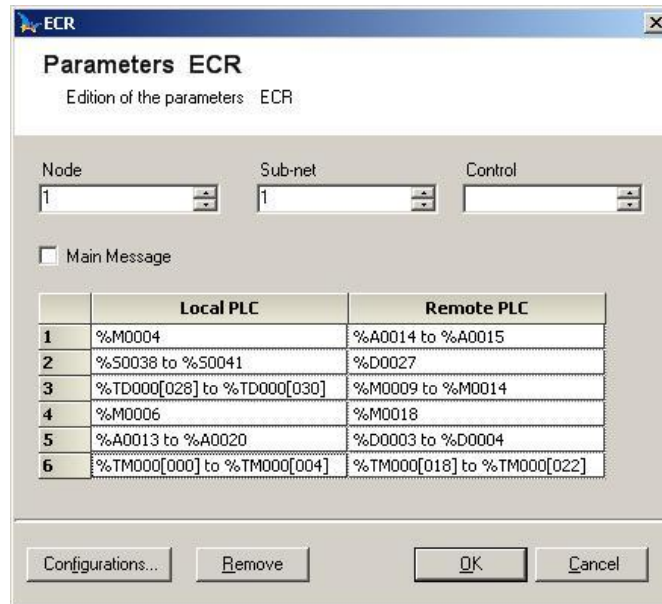 ECR
Parameters ECR
Edition of the parameters ECR
Node Sub-net Control
1 1
Main Message
Local PLC Remote PLC
1 %M0004 %A0014 to %A0015
2 %S0038 to %S0041 %D0027
3 %TD000[028] to %TD000[030] %M0009 to %M0014
4 %M0006 %M0018
5 %A0013 to %A0020 %D0003 to %D0004
6 %TM000[000] to %TM000[004] %TM000[018] to %TM000[022]
Configurations... Remove OK Cancel